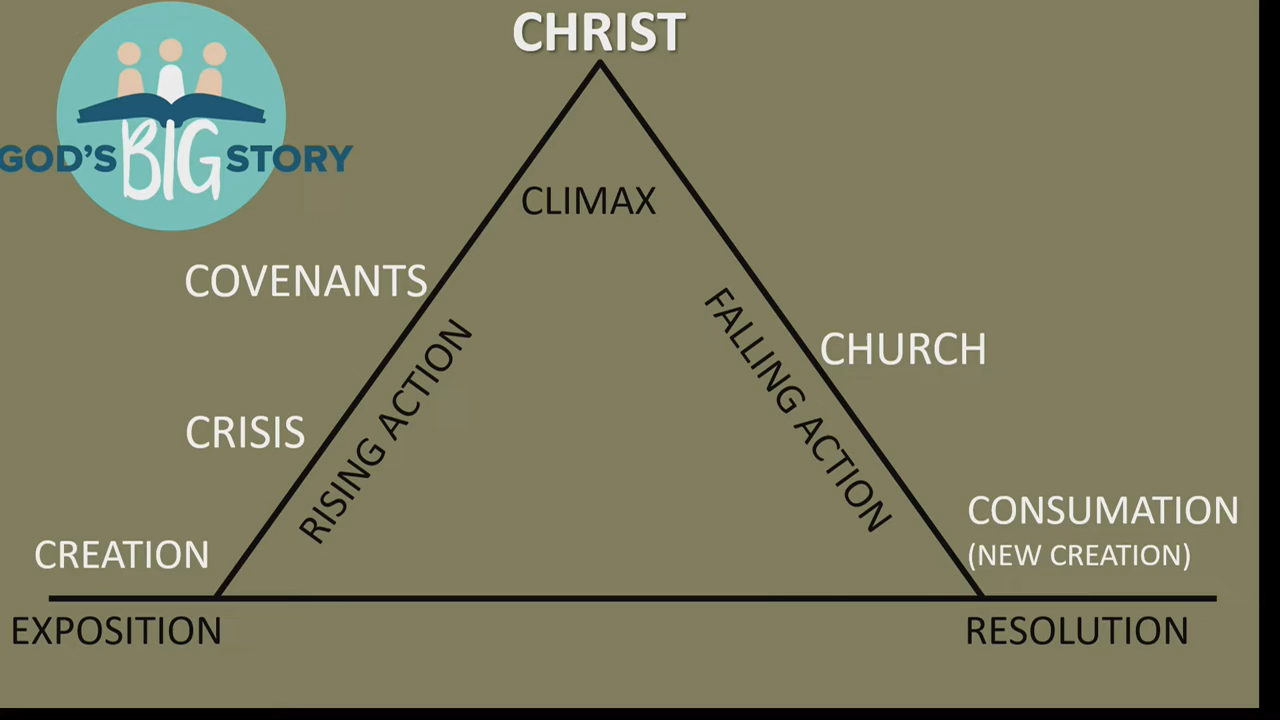 CHRIST
GOD'S BIG STORY
CLIMAX
COVENANTS
RISING ACTION
FALLING ACTION
CHURCH
CRISIS
CONSUMATION
(NEW CREATION)
CREATION
EXPOSITION
RESOLUTION